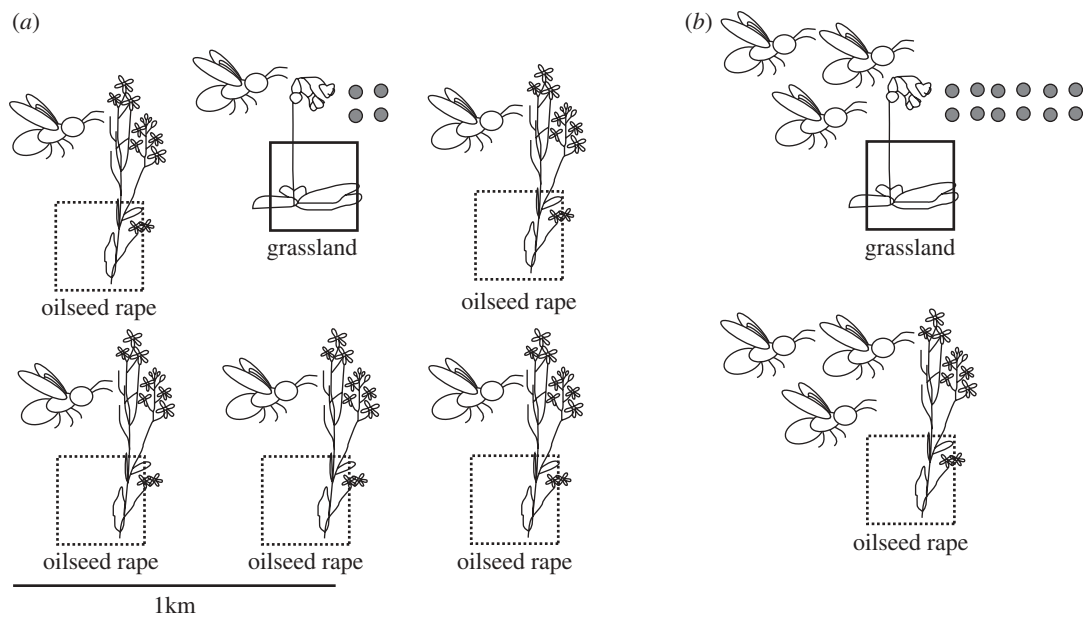 (a)
(b)
grassland
oilseed rape
oilseed rape
grassland
oilseed rape
oilseed rape
oilseed rape
oilseed rape
1km